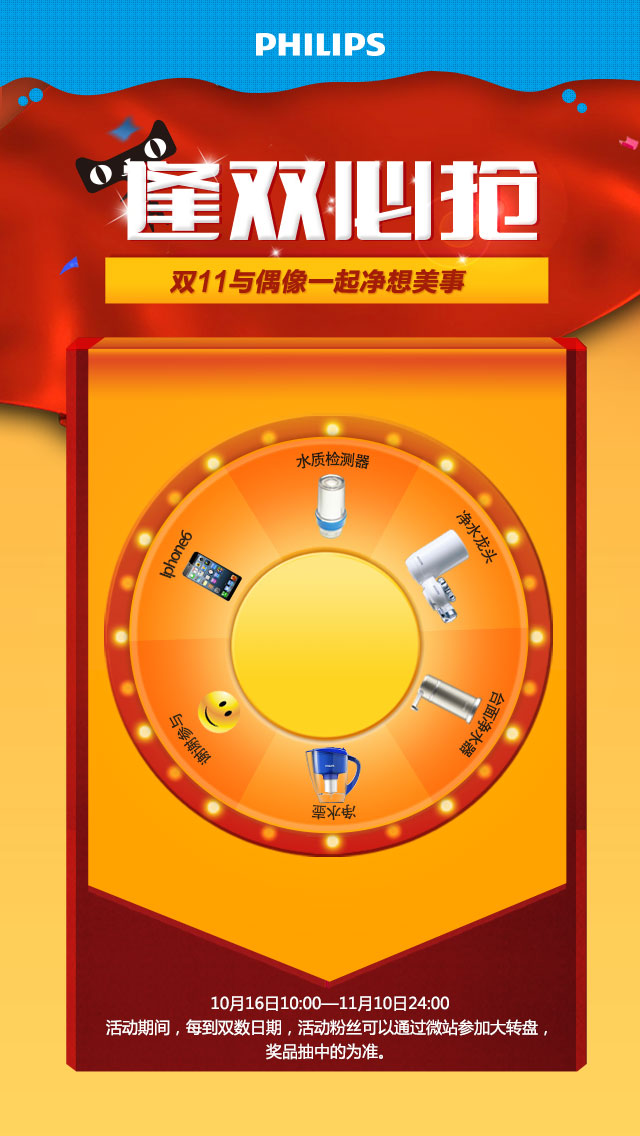 PHILIPS
逢双必抢
双11与偶像一起净想美事
水质检测器
净水龙头
Iphone6
台面净水器
谢谢参与
净水壶
10月16日10:00—11月10日24:00
活动期间，每到双数日期，活动粉丝可以通过微站参加大转盘，
奖品抽中的为准。